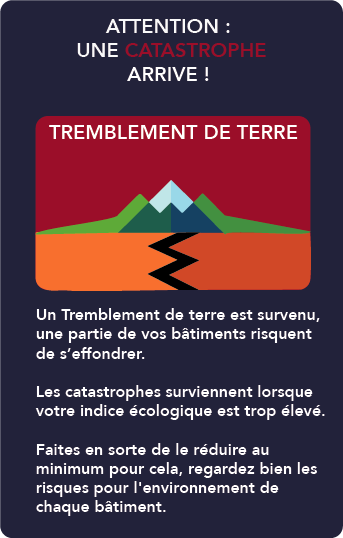 ATTENTION :
UNE CATASTROPHE
ARRIVE !
TREMBLEMENT DE TERRE
Un Tremblement de terre est survenu,
une partie de vos bâtiments risquent
de s’effondrer.
Les catastrophes surviennent lorsque
votre indice écologique est trop élevé.
Faites en sorte de le réduire au
minimum pour cela, regardez bien les
risques pour l'environnement de
chaque bâtiment.